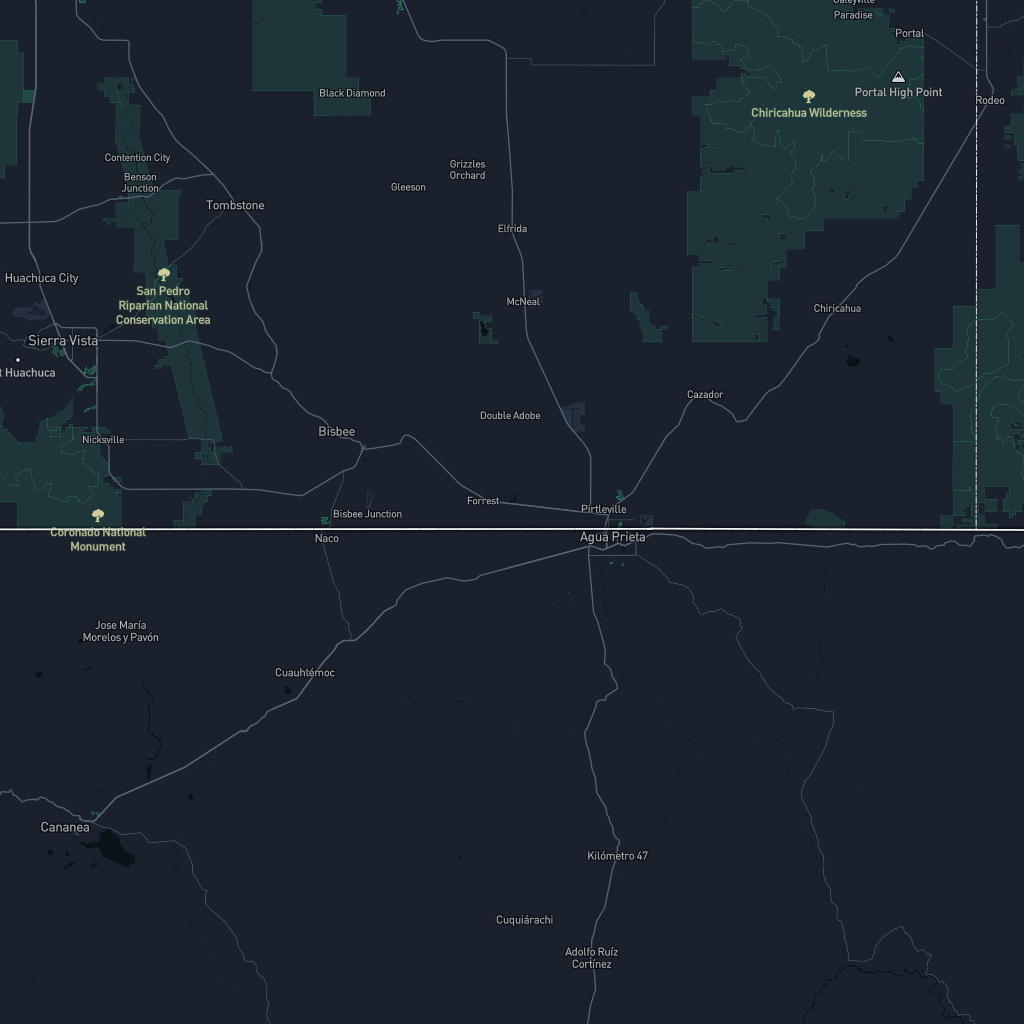 Galeyville
Paradise
Portal
Portal High Point
Black Diamond
Rodeo
Chiricahua Wilderness
Contention City
Grizzles
Orchard
Benson
Junction
Gleeson
Tombstone
Elfrida
Huachuca City
San Pedro
Riparian National
Conservation Area
McNeal
Chiricahua
Sierra Vista
t Huachuca
Cazador
Double Adobe
Bisbee
Nicksville
Forrest
Pirtleville
Bisbee Junction
Coronado National
Monument
Naco
Agua Prieta
Jose María
Morelos y Pavón
Cuauhtémoc
Cananea
Kilómetro 47
Cuquiárachi
Adolfo Ruíz
Cortínez